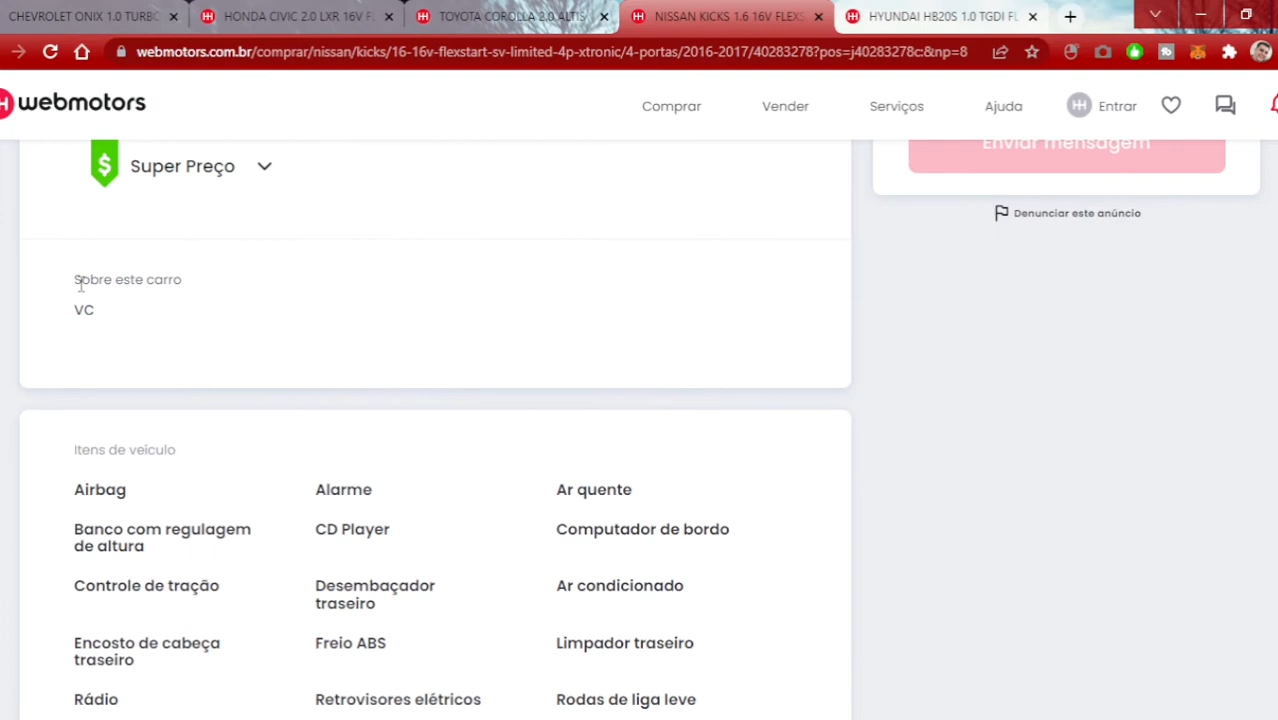 CHEVROLET ONIX 1.0 TURBO
HONDA CIVIC 2.0 LXR 16V F
TOYOTA COROLLA 2.0 ALTIS
NISSAN KICKS 1.6 16V FLEXS
HYUNDAI HB20S 1.0 TGDI FL
webmotors.com.br/comprar/nissan/kicks/16-16v-flexstart-sv-limited-4p-xtronic/4-portas/2016-2017/40283278?pos=j40283278c:&np=8
webmotors
Comprar
Vender
Serviços
Ajuda
Entrar
Super Preço
Enviar mensagem
Denunciar este anúncio
Sobre este carro
VC
Itens de veículo
Airbag
Alarme
Ar quente
Banco com regulagem
de altura
CD Player
Computador de bordo
Controle de tração
Desembaçador
traseiro
Ar condicionado
Encosto de cabeça
traseiro
Freio ABS
Limpador traseiro
Rádio
Retrovisores elétricos
Rodas de liga leve